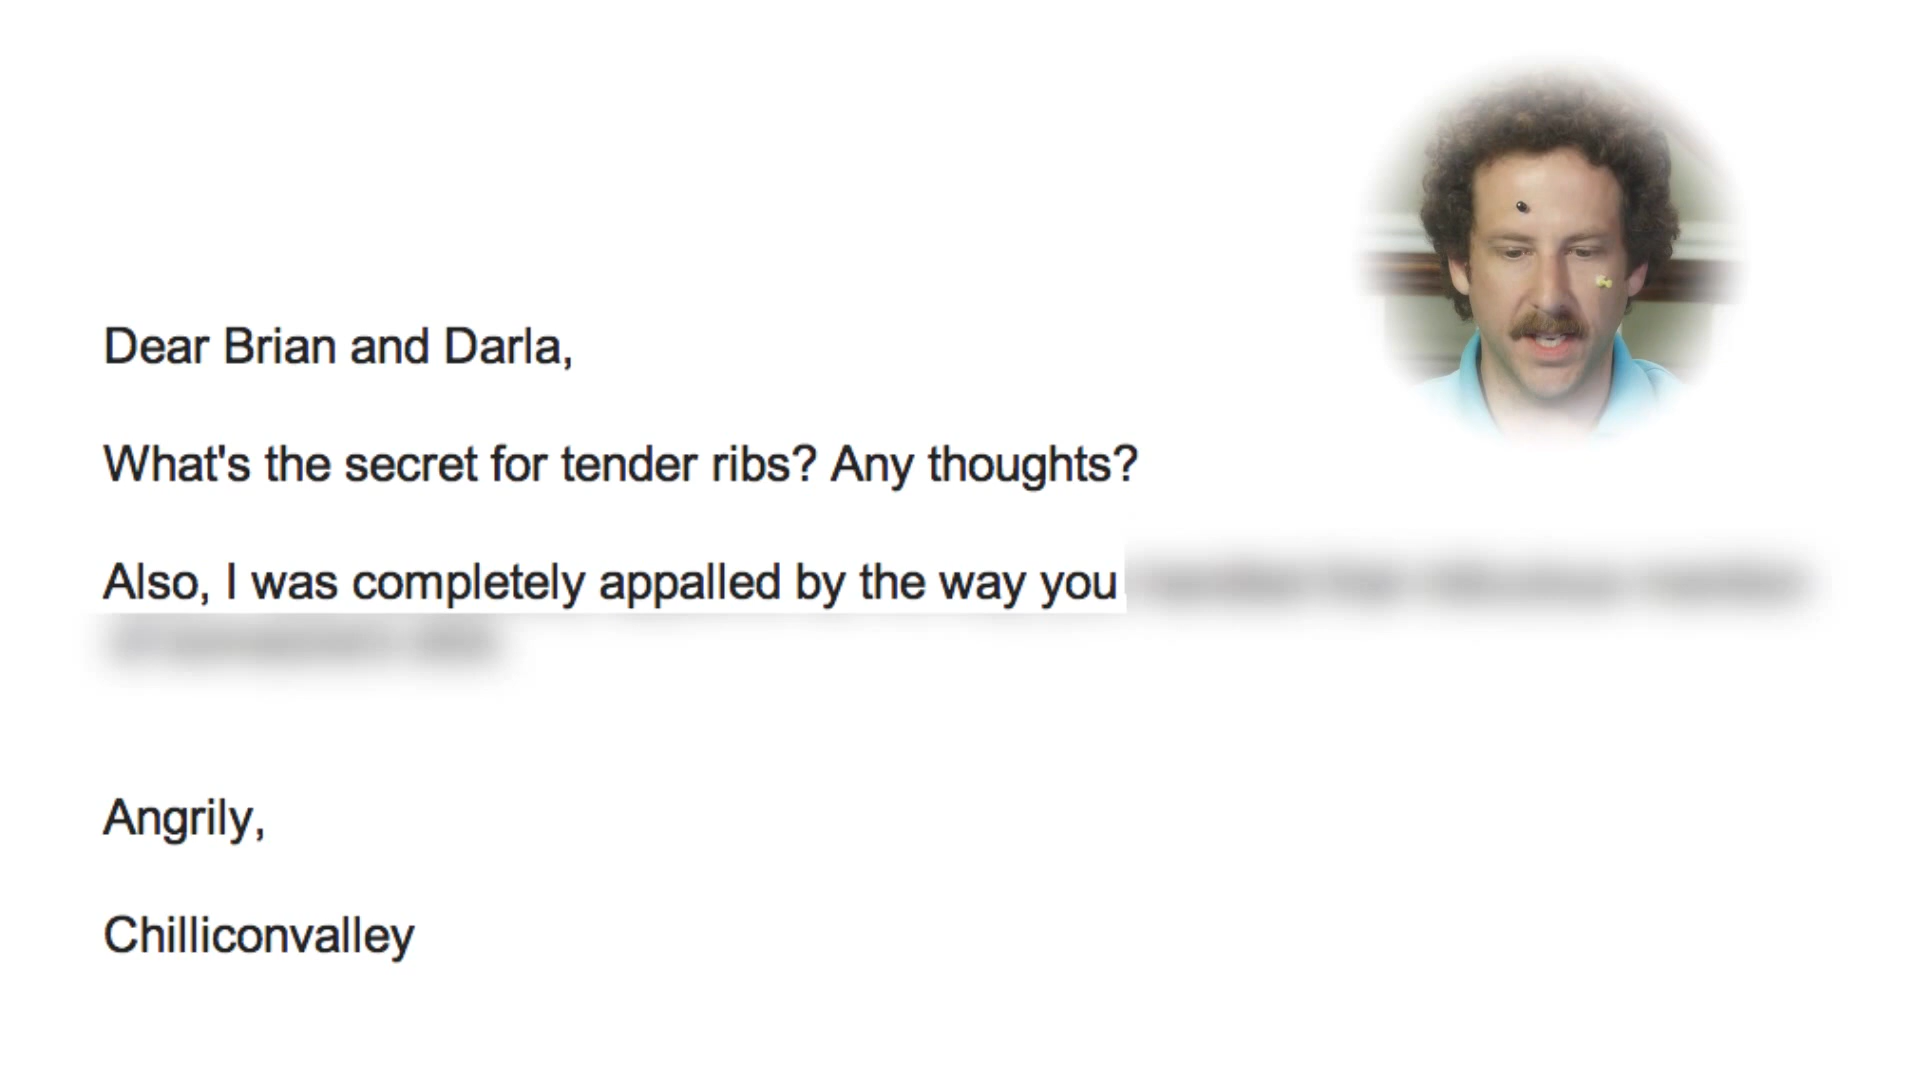 Dear Brian and Darla,
What's the secret for tender ribs? Any thoughts?
Also, I was completely appalled by the way you
Angrily,
Chilliconvalley